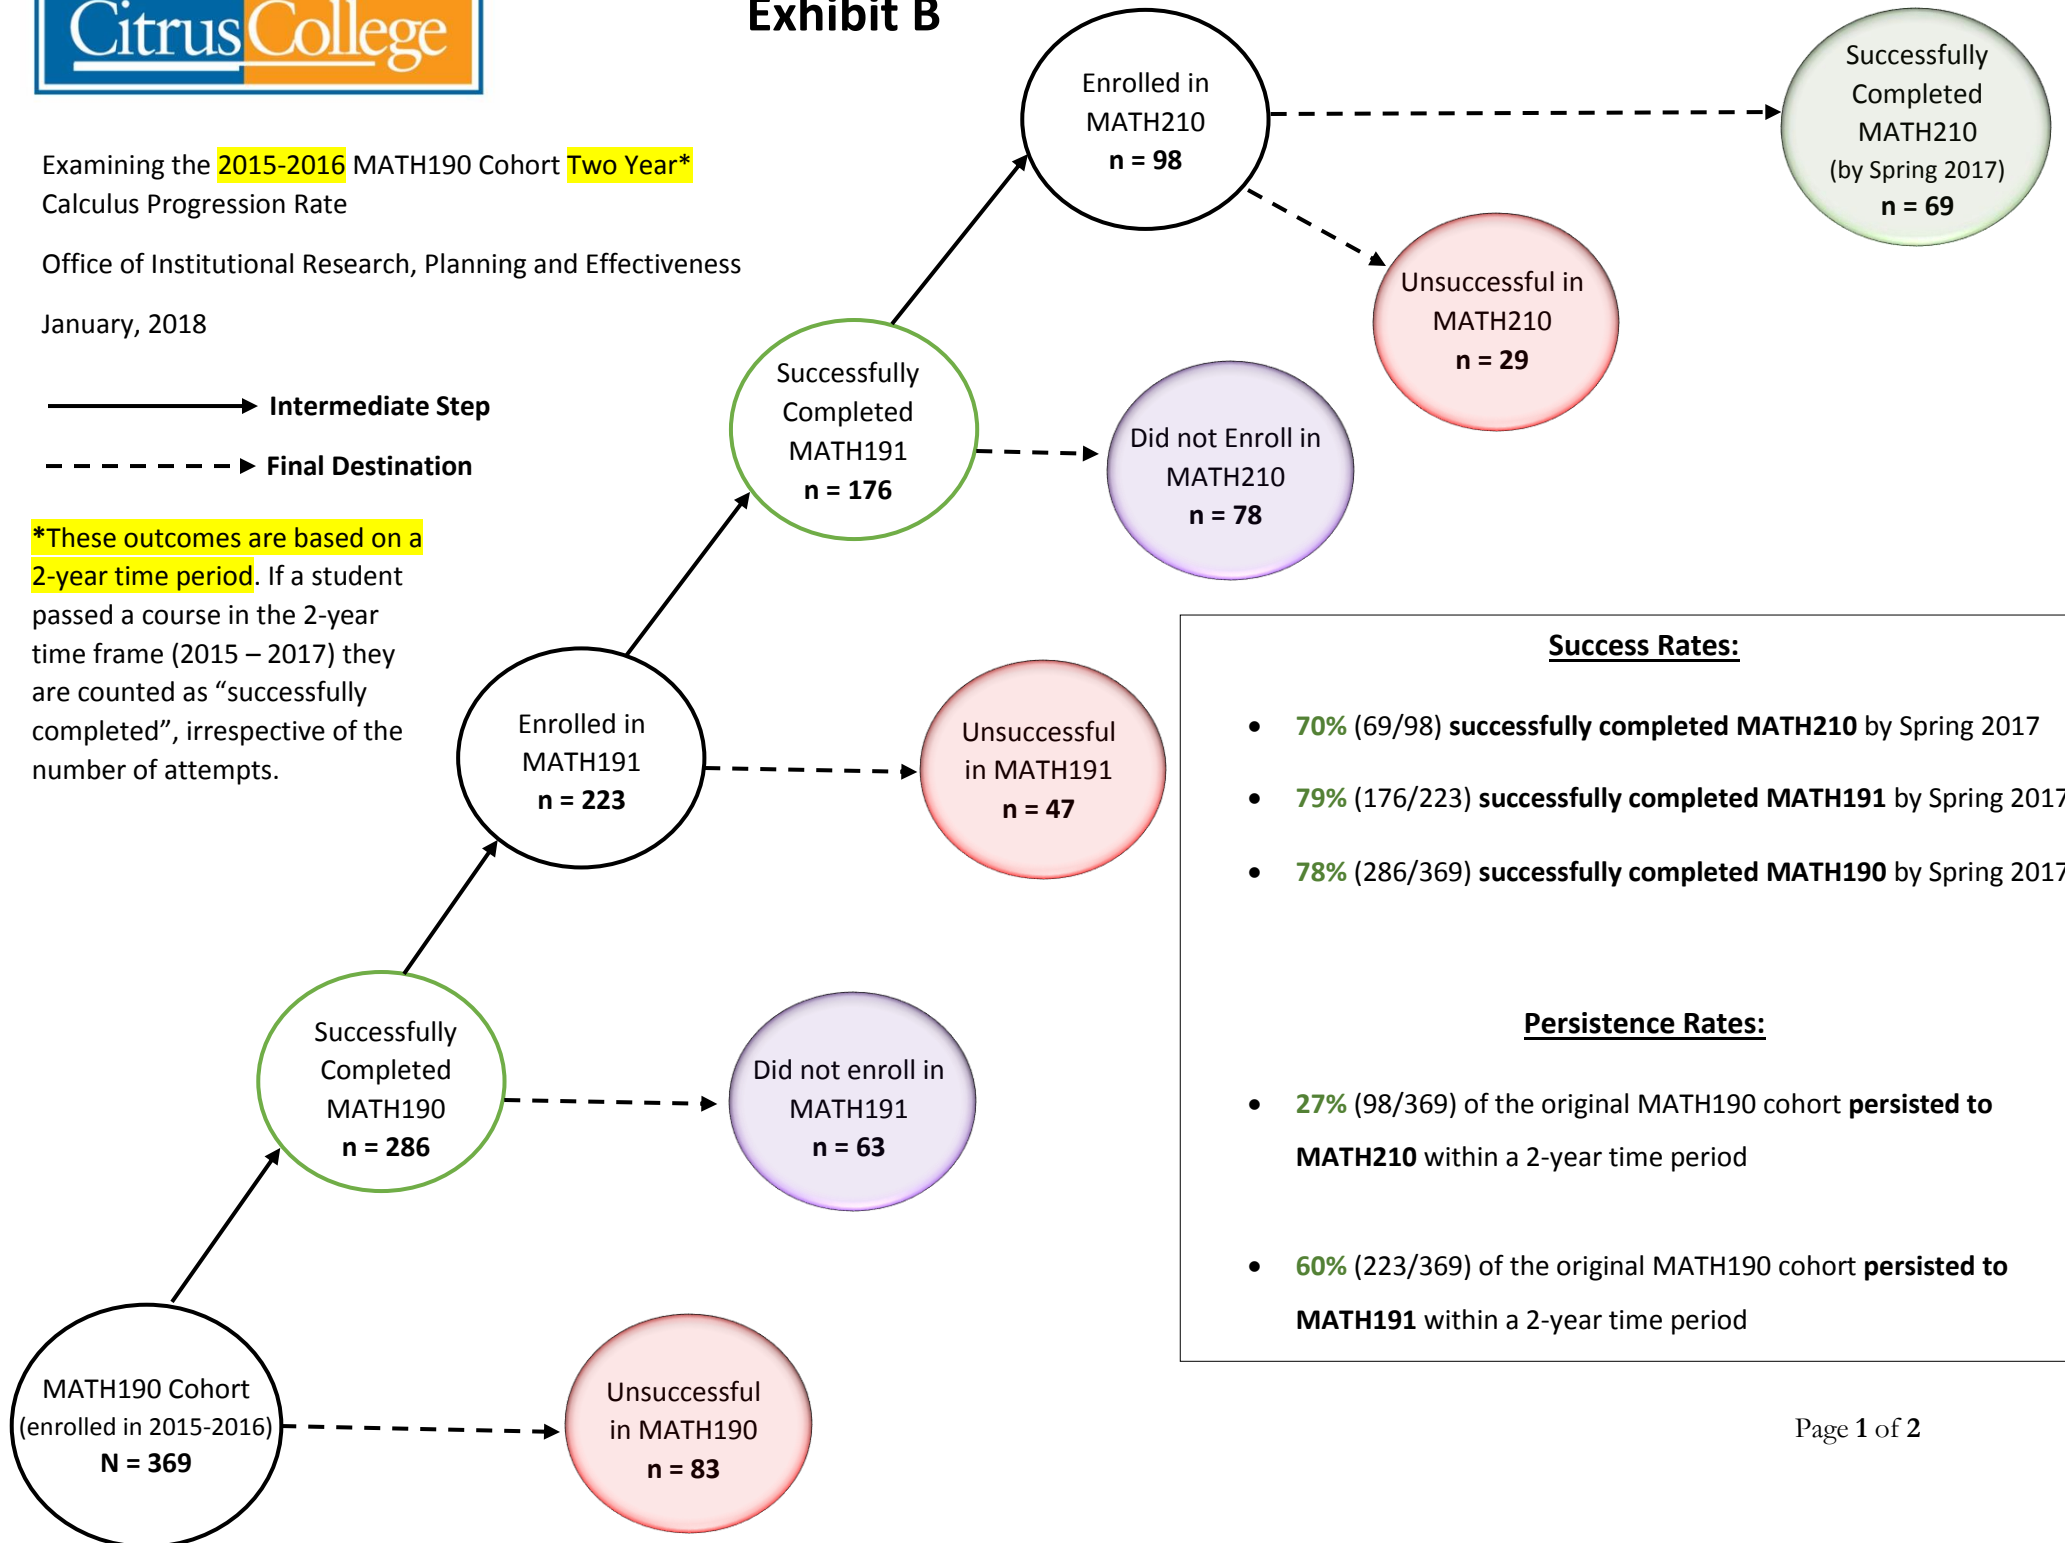 Citrus College
Exhibit B
Examining the 2015-2016 MATH190 Cohort Two Year*
Calculus Progression Rate
Office of Institutional Research, Planning and Effectiveness
January, 2018
Intermediate Step
Final Destination
*These outcomes are based on a
2-year time period. If a student
passed a course in the 2-year
time frame (2015 – 2017) they
are counted as “successfully
completed”, irrespective of the
number of attempts.
Enrolled in
MATH210
n = 98
Successfully
Completed
MATH210
(by Spring 2017)
n = 69
Unsuccessful in
MATH210
n = 29
Successfully
Completed
MATH191
n = 176
Did not Enroll in
MATH210
n = 78
Enrolled in
MATH191
n = 223
Unsuccessful
in MATH191
n = 47
Successfully
Completed
MATH190
n = 286
Did not enroll in
MATH191
n = 63
MATH190 Cohort
(enrolled in 2015-2016)
N = 369
Unsuccessful
in MATH190
n = 83
Success Rates:
• 70% (69/98) successfully completed MATH210 by Spring 2017
• 79% (176/223) successfully completed MATH191 by Spring 2017
• 78% (286/369) successfully completed MATH190 by Spring 2017
Persistence Rates:
• 27% (98/369) of the original MATH190 cohort persisted to
MATH210 within a 2-year time period
• 60% (223/369) of the original MATH190 cohort persisted to
MATH191 within a 2-year time period
Page 1 of 2